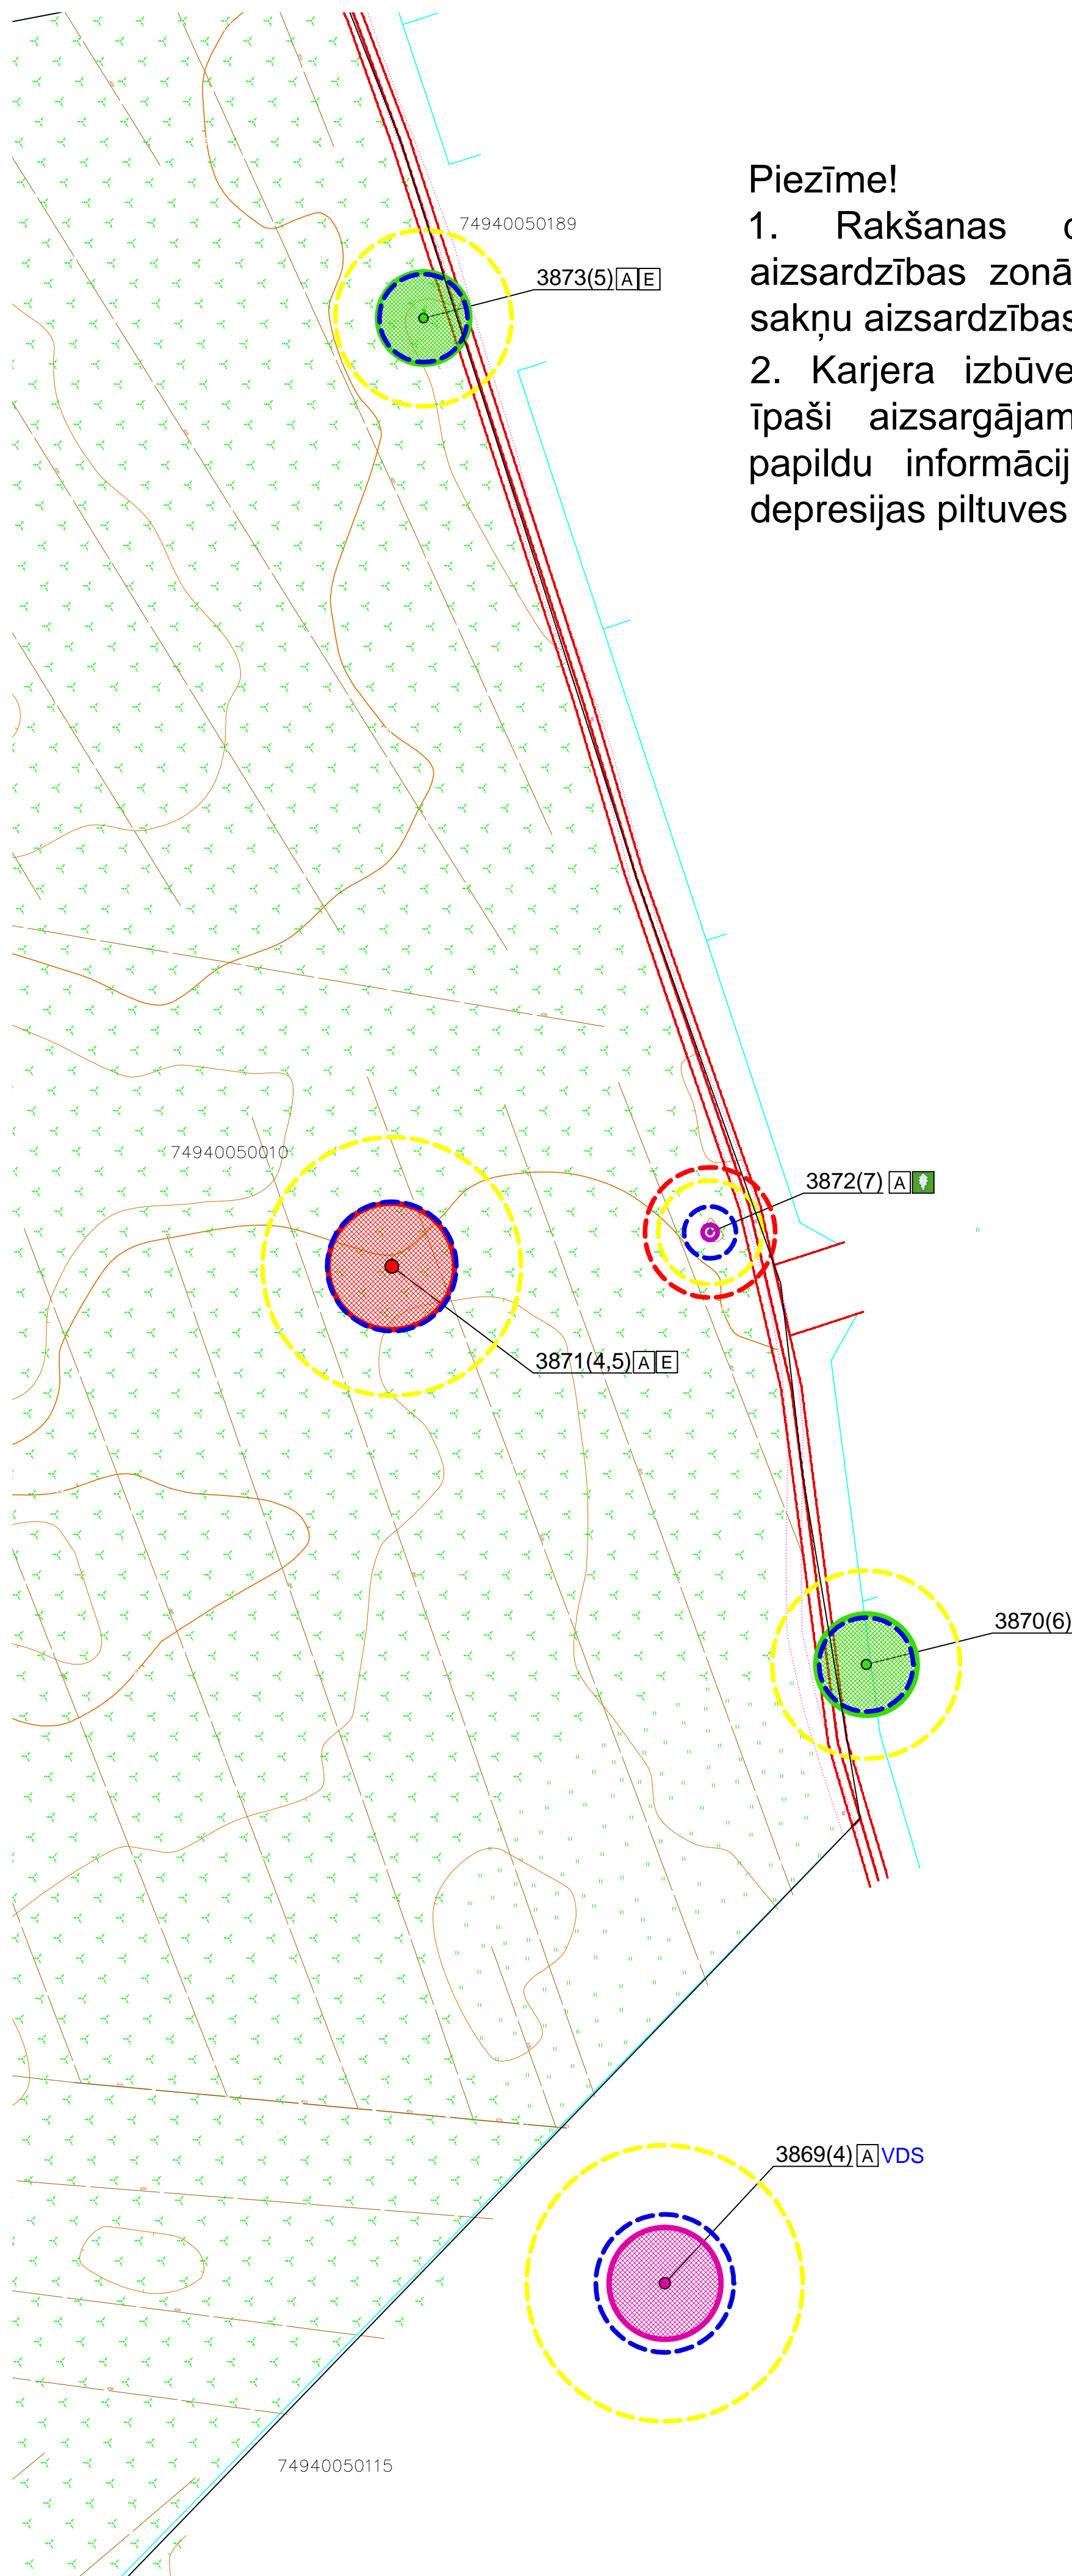 Piezīme!
1. Rakšanas
aizsardzības zonā
sakņu aizsardzības
2. Karjera izbūve
īpaši aizsargājam
papildu informācij
depresijas piltuves
74940050189
3873(5) A E
3872(7) A
74940050010
3871(4,5) A E
3870(6)
3869(4) A VDS
74940050115